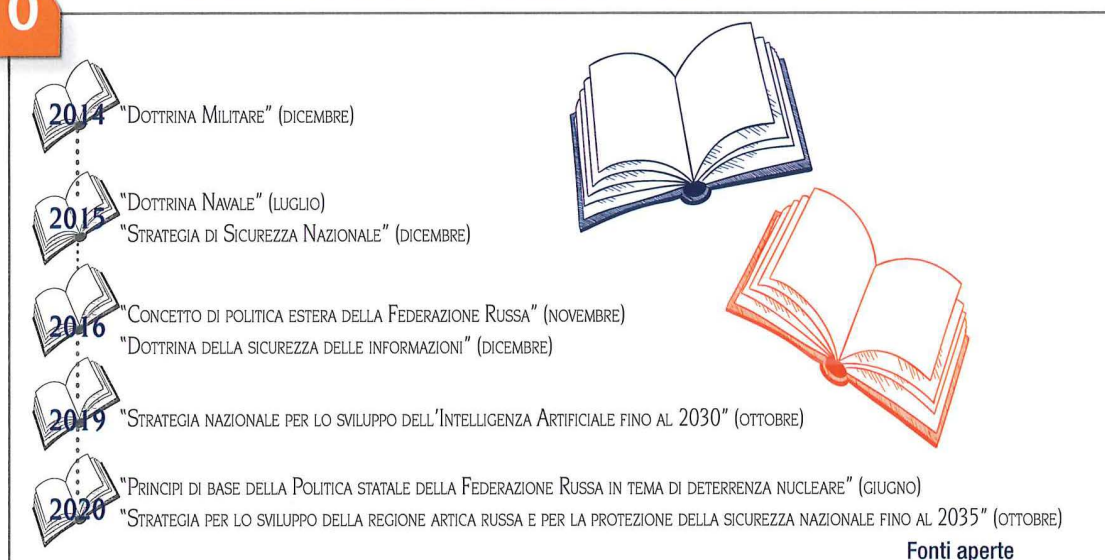 0
2014 "Dottrina Militare" (dicembre)
2015 "Dottrina Navale" (luglio)
"Strategia di Sicurezza Nazionale" (dicembre)
2016 "Concetto di politica estera della Federazione Russa" (novembre)
"Dottrina della sicurezza delle informazioni" (dicembre)
2019 "Strategia nazionale per lo sviluppo dell'Intelligenza Artificiale fino al 2030" (ottobre)
2020 "Principi di base della Politica statale della Federazione Russa in tema di deterrenza nucleare" (giugno)
"Strategia per lo sviluppo della regione artica russa e per la protezione della sicurezza nazionale fino al 2035" (ottobre)
Fonti aperte